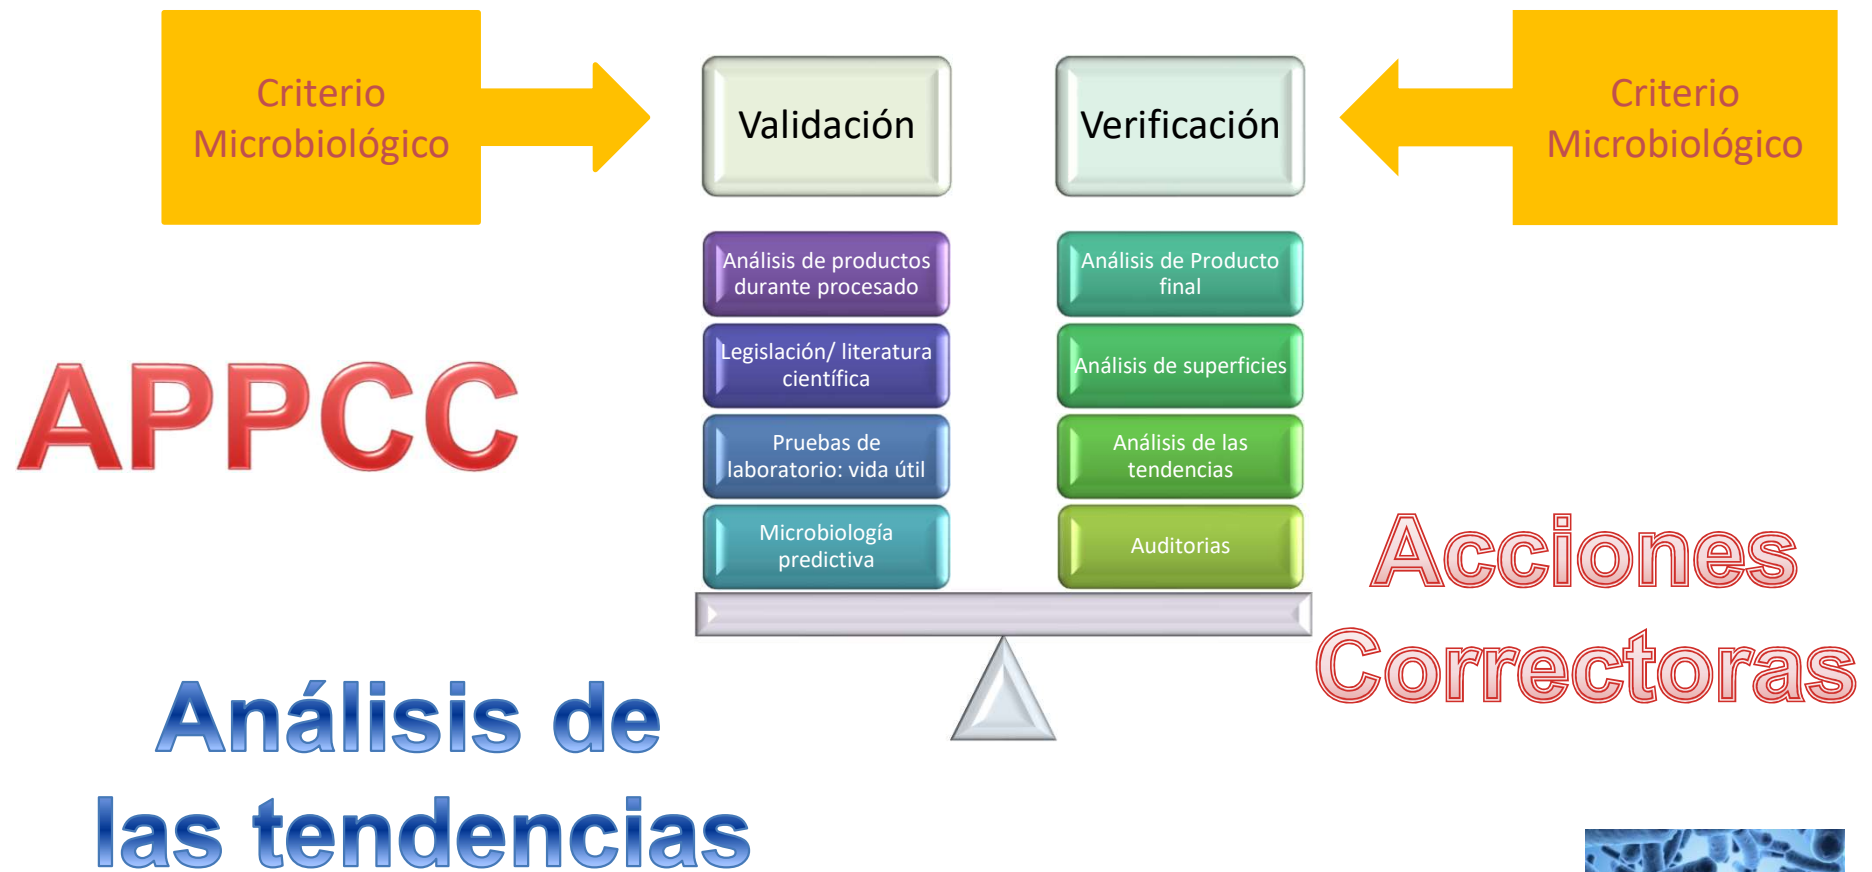 Criterio
Microbiológico
Validación
Verificación
Criterio
Microbiológico
Análisis de productos
durante procesado
Legislación/ literatura
científica
Pruebas de
laboratorio: vida útil
Microbiología
predictiva
Análisis de Producto
final
Análisis de superficies
Análisis de las
tendencias
Auditorias
APPCC
Acciones
Correctoras
Análisis de
las tendencias